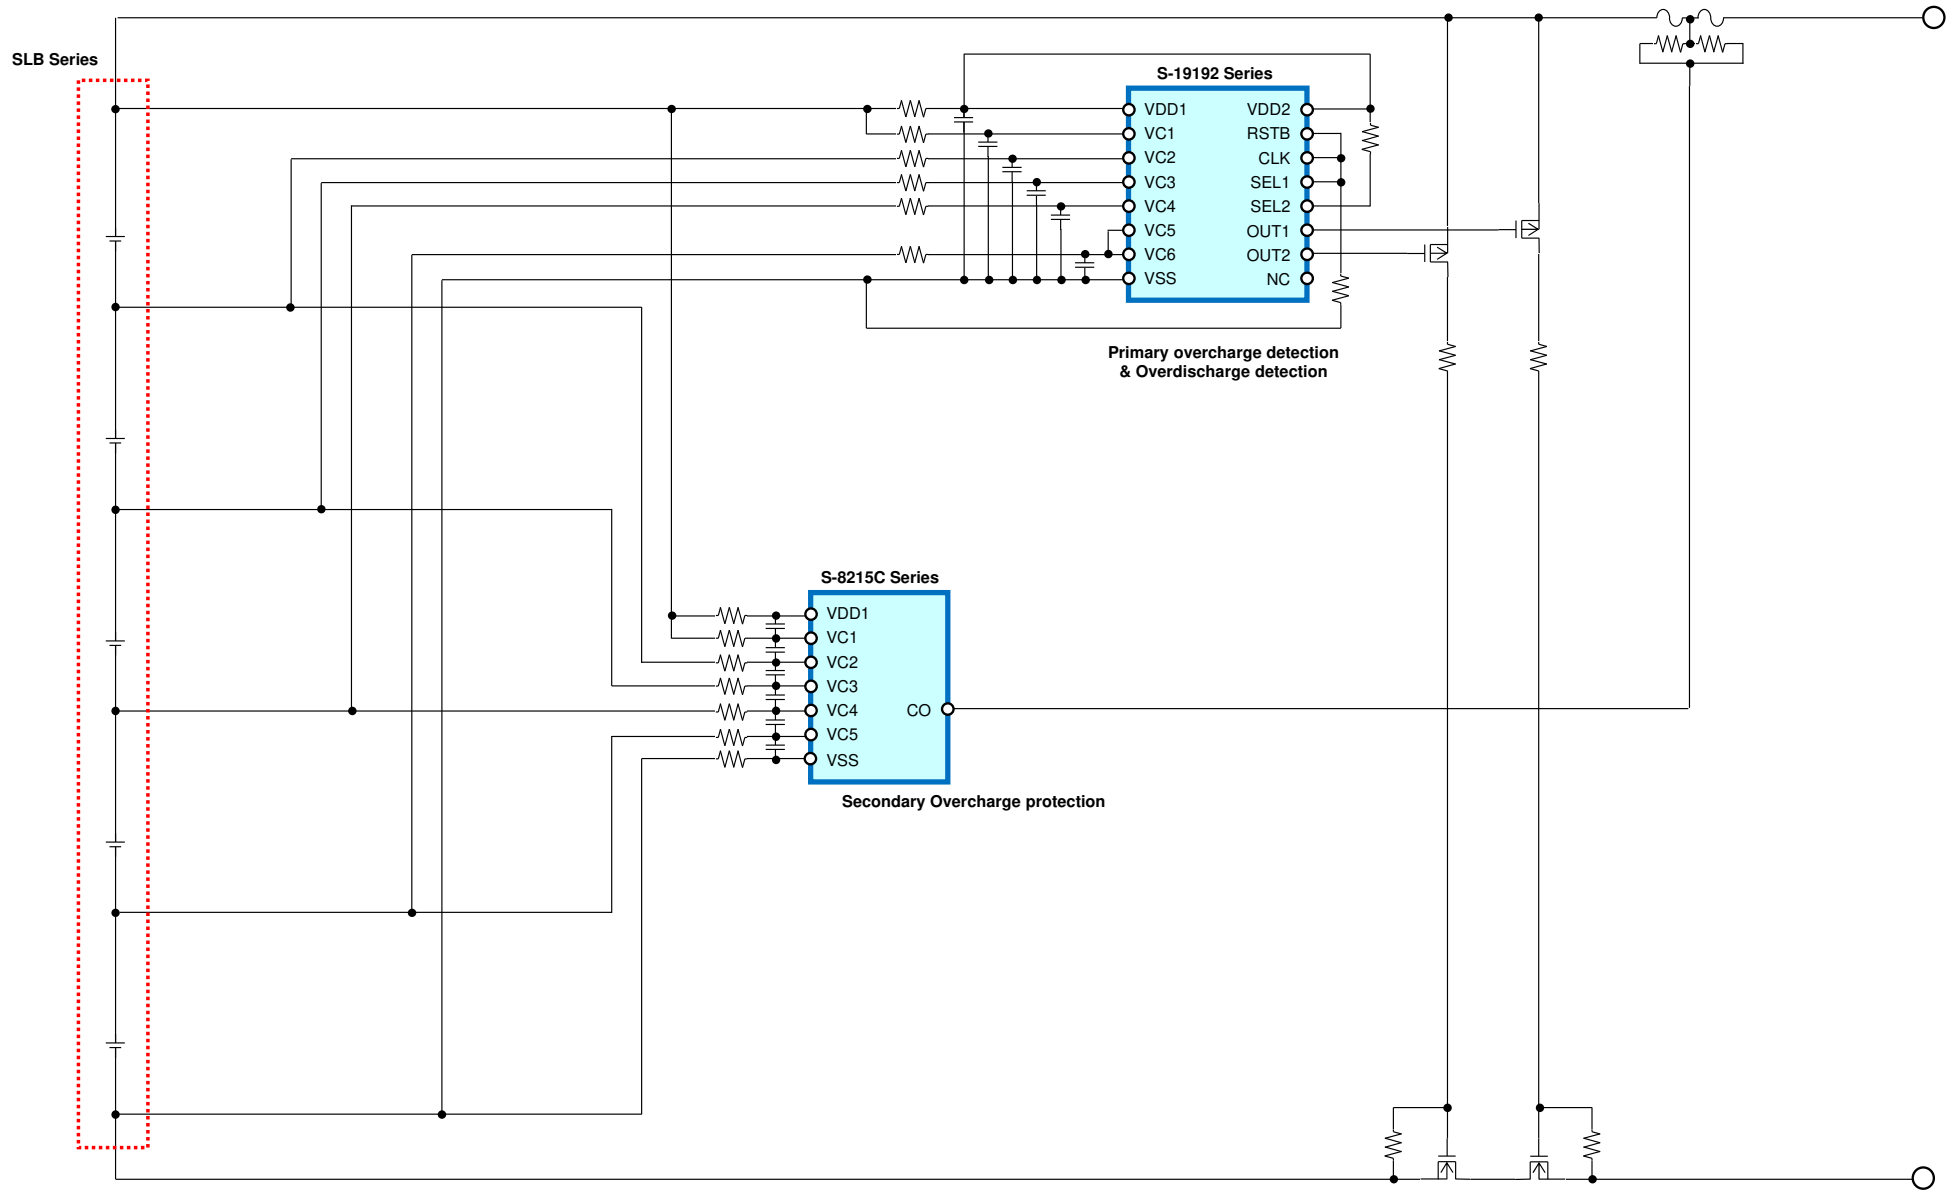 SLB Series
S-19192 Series
VDD1 VDD2
VC1 RSTB
VC2 CLK
VC3 SEL1
VC4 SEL2
VC5 OUT1
VC6 OUT2
VSS NC
Primary overcharge detection
& Overdischarge detection
S-8215C Series
VDD1
VC1
VC2
VC3
VC4 CO
VC5
VSS
Secondary Overcharge protection